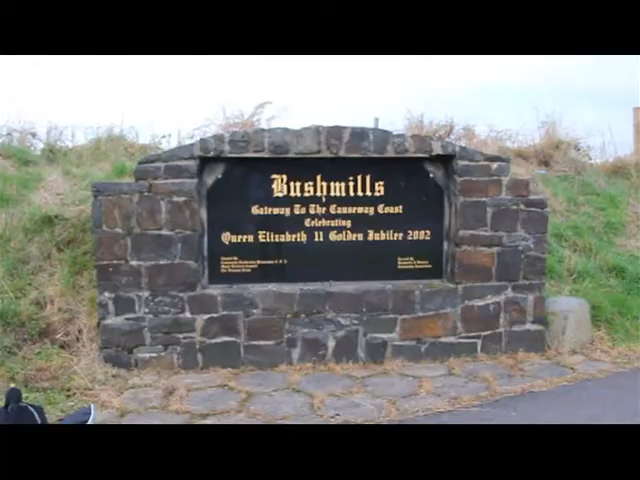 Bushmills
Gateway To The Causeway Coast
Celebrating
Queen Elizabeth 11 Golden Jubilee 2002